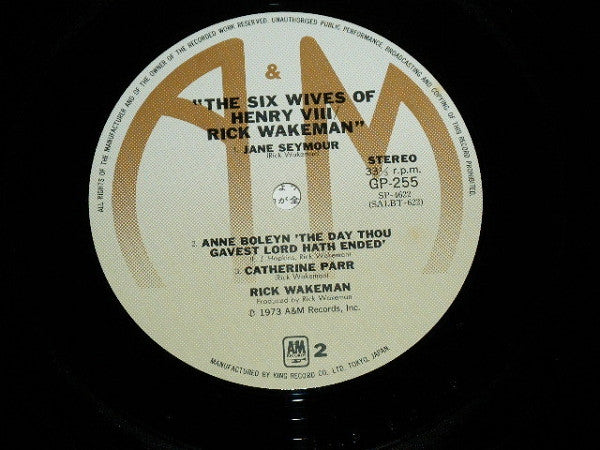 ALL RIGHTS OF THE MANUFACTURER AND OF THE OWNER OF THE RECORDED WORK RESERVED. UNAUTHORISED PUBLIC PERFORMANCE, BROADCASTING AND COPYING OF THIS RECORD PROHIBITED.
A&M
"THE SIX WIVES OF
HENRY VIII,
RICK WAKEMAN"
1. JANE SEYMOUR
(Rick Wakeman)
STEREO
33⅓ r.p.m.
GP-255
SP-4622
(SALBT-622)
2. ANNE BOLEYN 'THE DAY THOU
GAVEST LORD HATH ENDED'
(E. J. Hopkins, Rick Wakeman)
3. CATHERINE PARR
(Rick Wakeman)
RICK WAKEMAN
Produced by Rick Wakeman
℗ 1973 A&M Records, Inc.
A&M 2
MANUFACTURED BY KING RECORD CO. LTD. TOKYO, JAPAN.